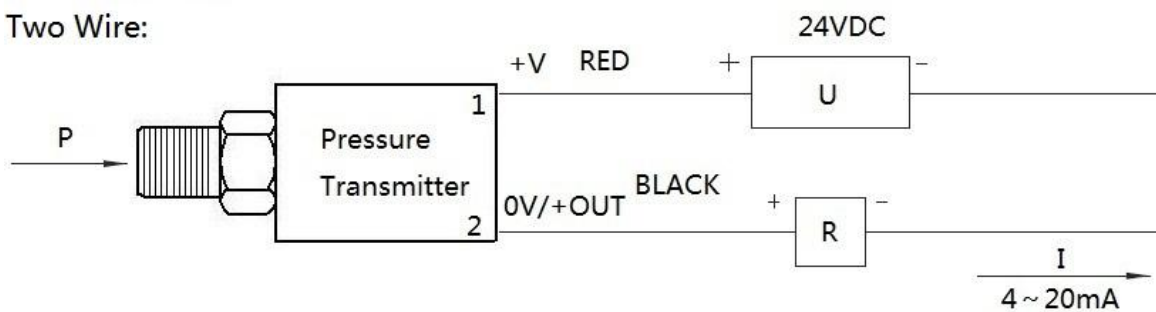 Two Wire:
24VDC
+V RED + U -
1
P
Pressure
Transmitter
BLACK
0V/+OUT + R -
2
I
4~20mA